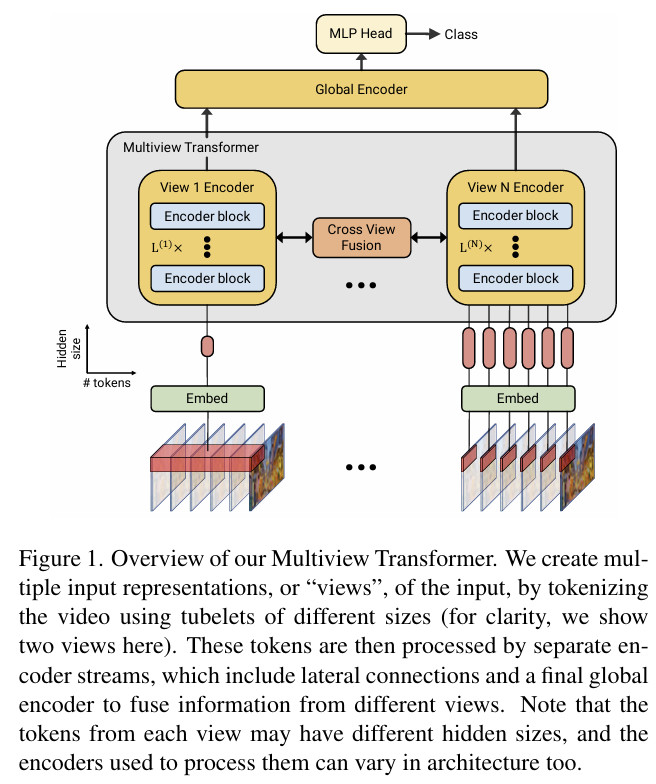 MLP Head
Class
Global Encoder
Multiview Transformer
View 1 Encoder
View N Encoder
Encoder block
Encoder block
Cross View
Fusion
L(1)×
L(N)×
Encoder block
Encoder block
Hidden
size
# tokens
Embed
Embed
Figure 1. Overview of our Multiview Transformer. We create mul-
tiple input representations, or “views”, of the input, by tokenizing
the video using tubelets of different sizes (for clarity, we show
two views here). These tokens are then processed by separate en-
coder streams, which include lateral connections and a final global
encoder to fuse information from different views. Note that the
tokens from each view may have different hidden sizes, and the
encoders used to process them can vary in architecture too.